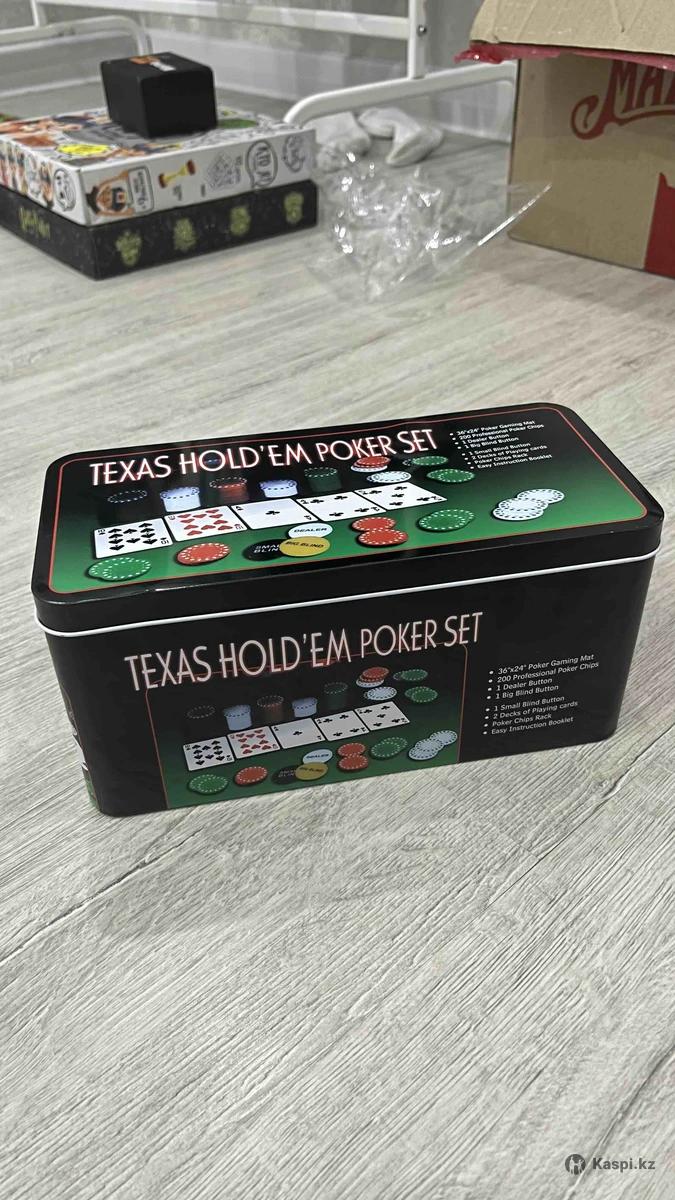 TEXAS HOLD'EM POKER SET
36"x24" Poker Gaming Mat
200 Professional Poker Chips
1 Dealer Button
1 Big Blind Button
1 Small Blind Button
2 Decks of Playing cards
Poker Chips Rack
Easy Instruction Booklet
DEALER
BIG BLIND
TEXAS HOLD'EM POKER SET
36"x24" Poker Gaming Mat
200 Professional Poker Chips
1 Dealer Button
1 Big Blind Button
1 Small Blind Button
2 Decks of Playing cards
Poker Chips Rack
Easy Instruction Booklet
DEALER
BIG BLIND
Kaspi.kz